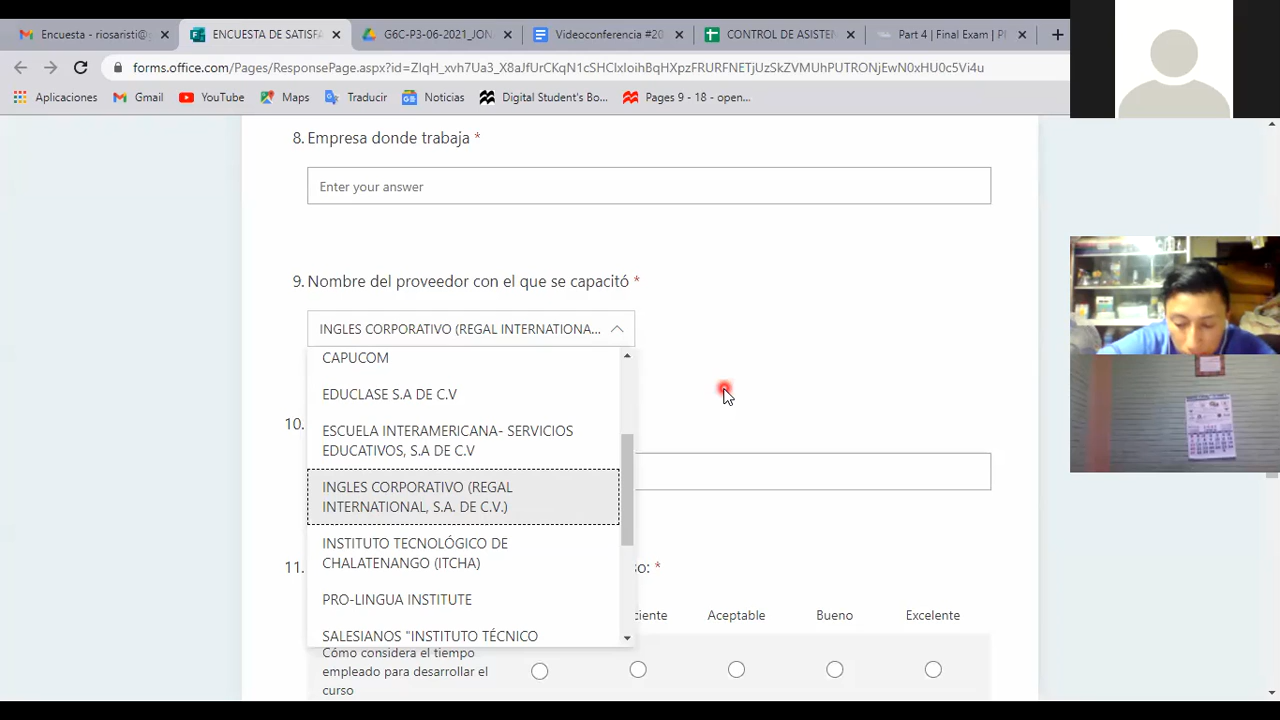 Encuesta - riosaristi@g
ENCUESTA DE SATISFA
G6C-P3-06-2021_JON
Videoconferencia #20
CONTROL DE ASISTEN
Part 4 | Final Exam | P
forms.office.com/Pages/ResponsePage.aspx?id=ZIqH_xvh7Ua3_X8aJfUrCKqN1cSHClxIoihBqHXpzFRURFNETjUzSkZVMUhPUTRONjEwN0xHU0c5Vi4u
Aplicaciones
Gmail
YouTube
Maps
Traducir
Noticias
Digital Student's Bo...
Pages 9 - 18 - open...
8. Empresa donde trabaja *
Enter your answer
9. Nombre del proveedor con el que se capacitó *
INGLES CORPORATIVO (REGAL INTERNATIONA...
CAPUCOM
EDUCLASE S.A DE C.V
ESCUELA INTERAMERICANA- SERVICIOS
EDUCATIVOS, S.A DE C.V
INGLES CORPORATIVO (REGAL
INTERNATIONAL, S.A. DE C.V.)
INSTITUTO TECNOLÓGICO DE
CHALATENANGO (ITCHA)
PRO-LINGUA INSTITUTE
SALESIANOS "INSTITUTO TÉCNICO
10.
11.
so: *
ciente
Aceptable
Bueno
Excelente
Cómo considera el tiempo
empleado para desarrollar el
curso